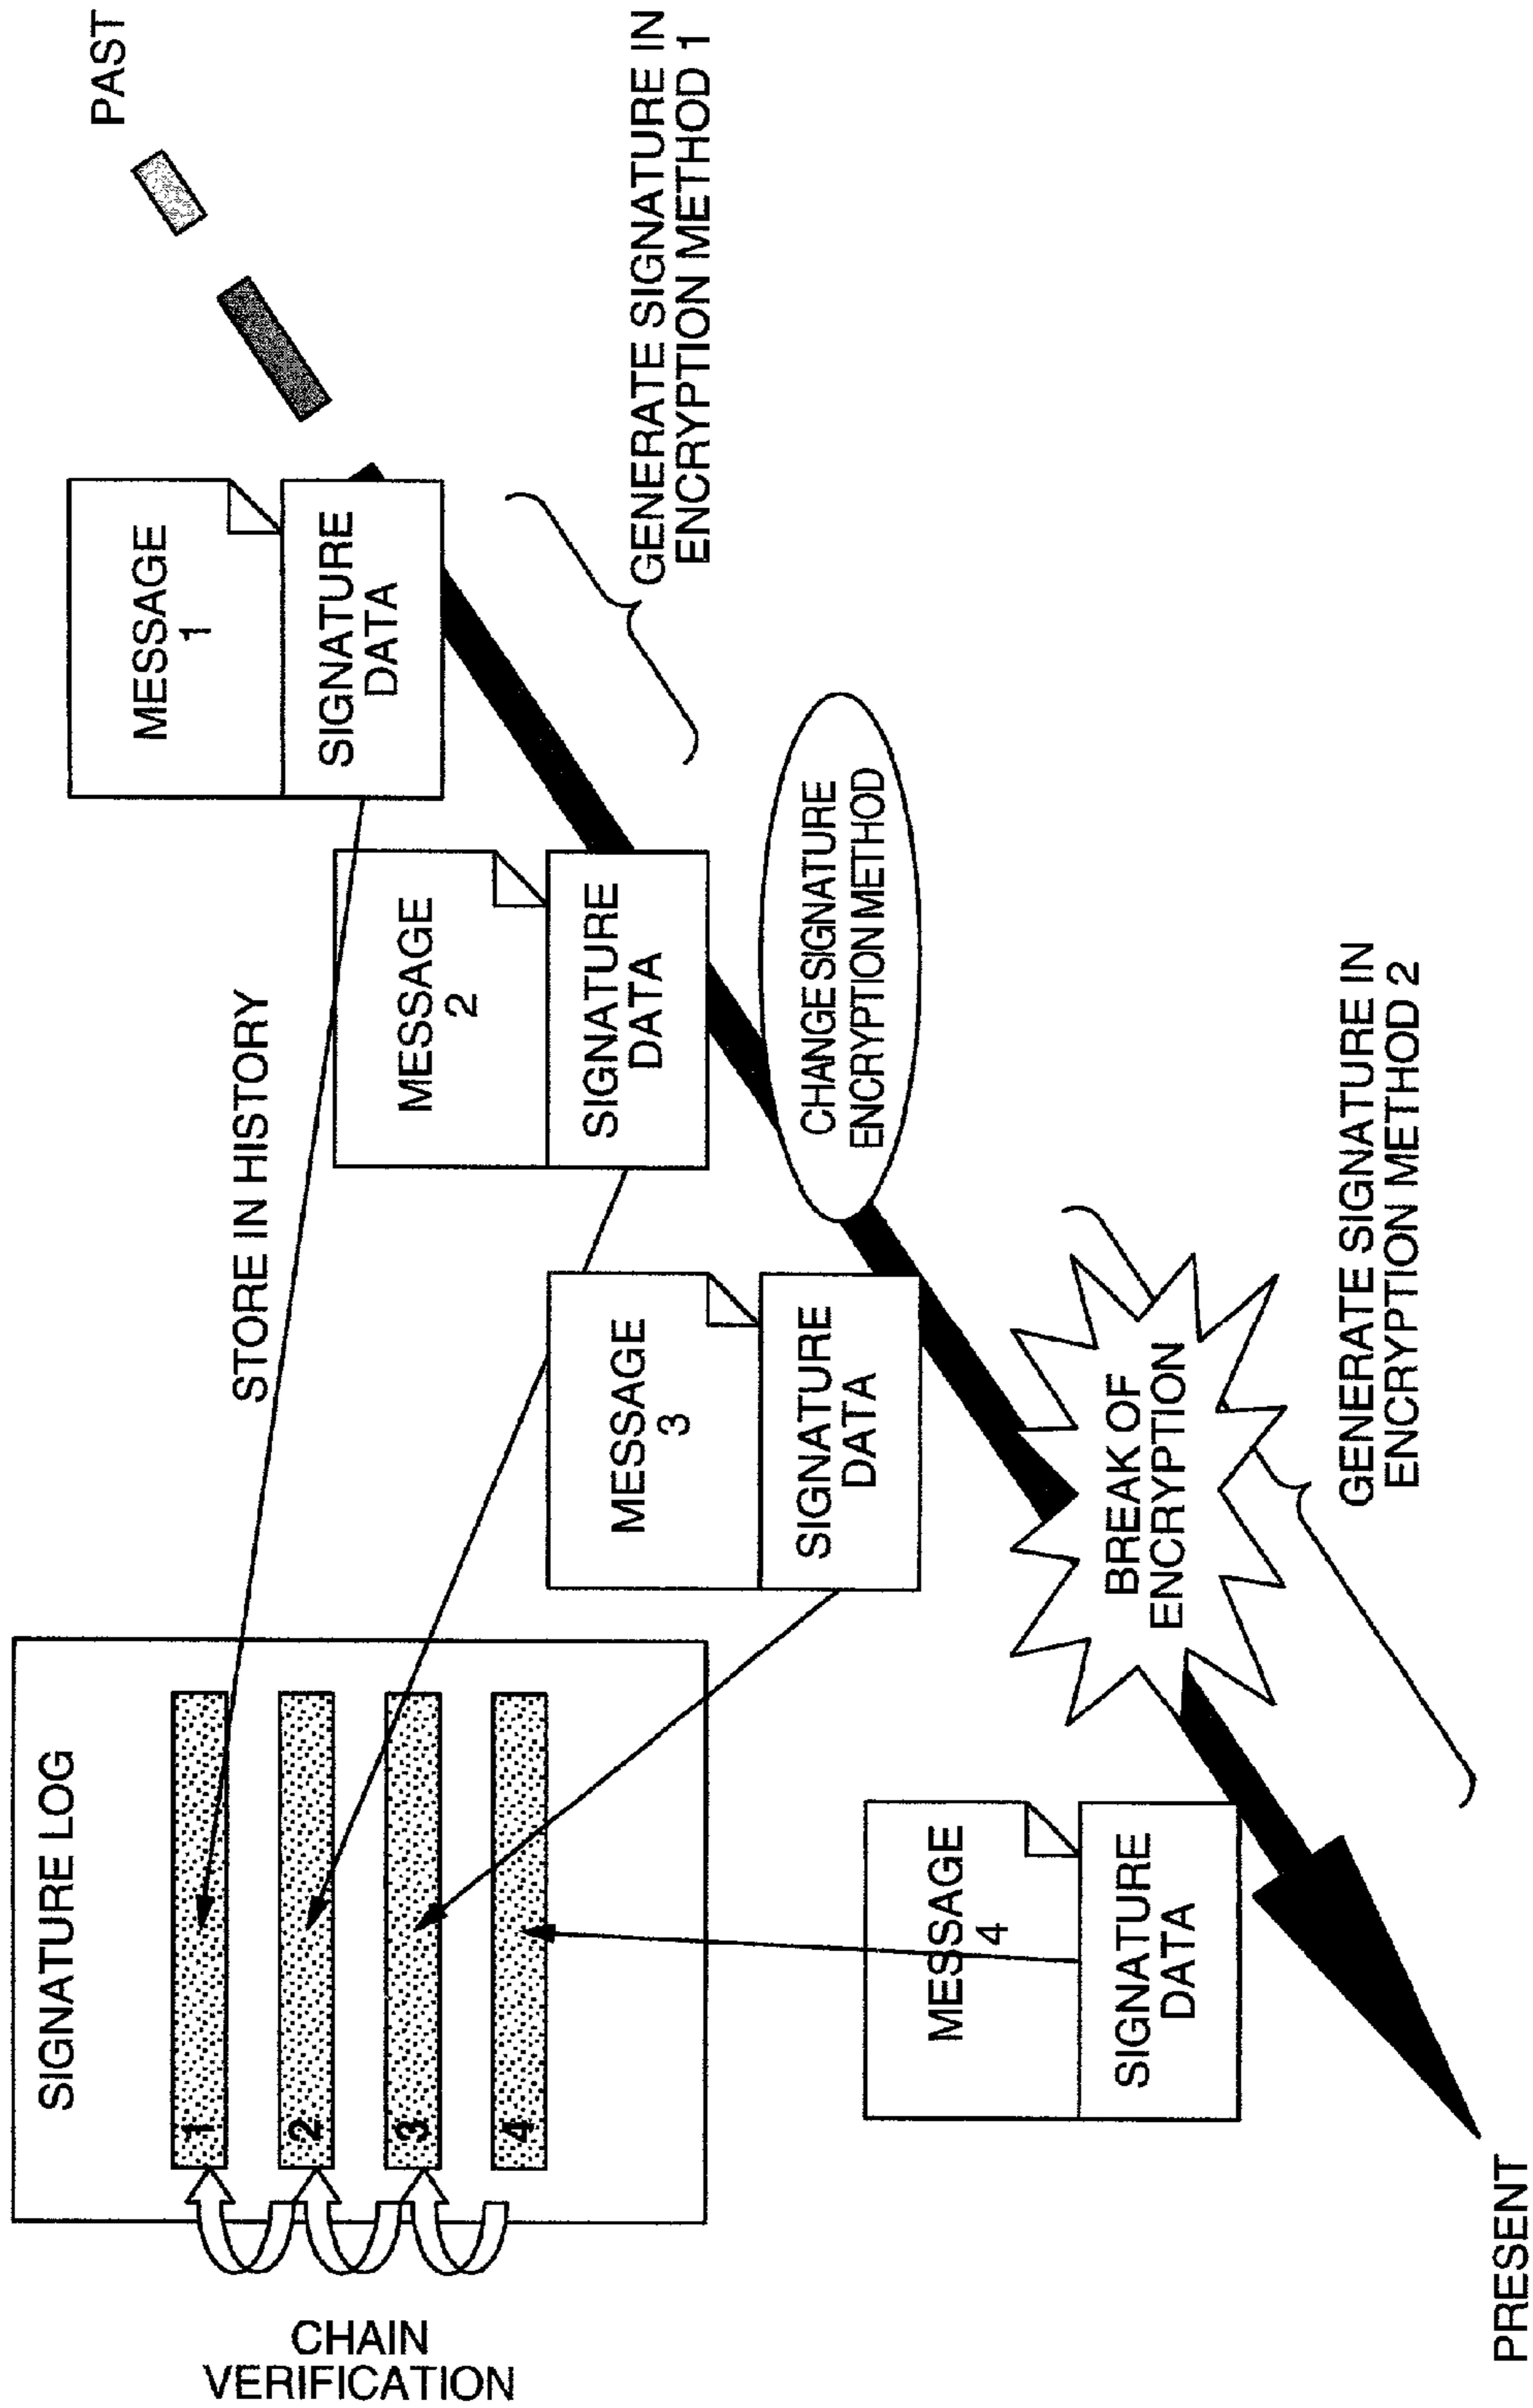 SIGNATURE LOG
1
2
3
4
CHAIN
VERIFICATION
STORE IN HISTORY
PAST
MESSAGE
1
SIGNATURE
DATA
GENERATE SIGNATURE IN
ENCRYPTION METHOD 1
MESSAGE
2
SIGNATURE
DATA
CHANGE SIGNATURE
ENCRYPTION METHOD
MESSAGE
3
SIGNATURE
DATA
BREAK OF
ENCRYPTION
MESSAGE
4
SIGNATURE
DATA
GENERATE SIGNATURE IN
ENCRYPTION METHOD 2
PRESENT